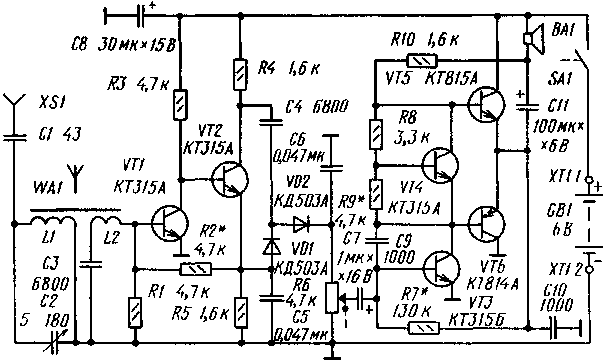 C8 30мк×15В
R10 1,6к
BA1
R3 4,7к
R4 1,6к
VT5 КТ815А
SA1
XS1
C1 43
C4 6800
C11
100мк×
×6В
VT2
КТ315А
C6
0,047мк
R8
3,3к
WA1
VT1
КТ315А
VD2
КД503А
R9*
4,7к
VT4
КТ315А
XT1.1
GB1
6В
L1
L2
R2*
4,7к
C7
1мк×
×16В
C9
1000
VT6
КТ814А
C3
6800
VD1
КД503А
XT1.2
C2
5
180
R1
4,7к
R5 1,6к
R6
4,7к
C5
0,047мк
R7*
130к
VT3
КТ315Б
C10
1000